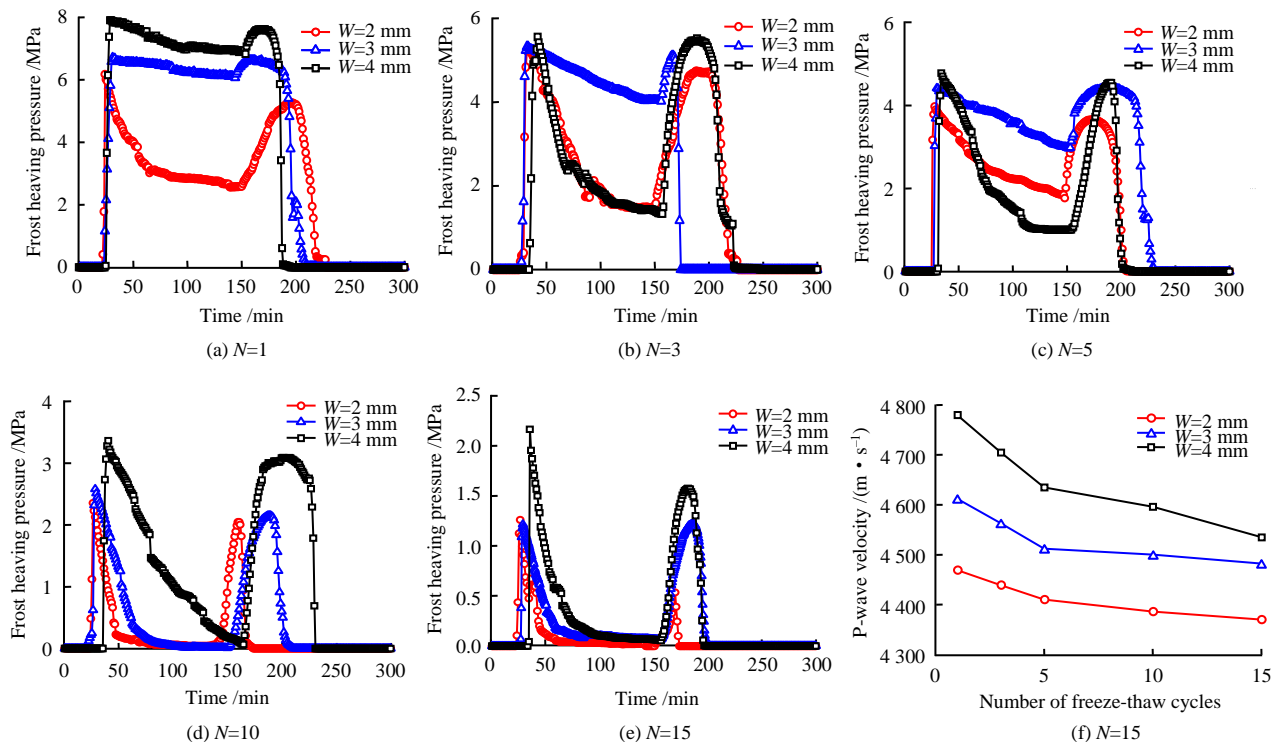 Frost heaving pressure /MPa
8
6
4
2
0
W=2 mm
W=3 mm
W=4 mm
0 50 100 150 200 250 300
Time /min
(a) N=1
Frost heaving pressure /MPa
6
4
2
0
W=2 mm
W=3 mm
W=4 mm
0 50 100 150 200 250 300
Time /min
(b) N=3
Frost heaving pressure /MPa
6
4
2
0
W=2 mm
W=3 mm
W=4 mm
0 50 100 150 200 250 300
Time /min
(c) N=5
Frost heaving pressure /MPa
4
3
2
1
0
W=2 mm
W=3 mm
W=4 mm
0 50 100 150 200 250 300
Time /min
(d) N=10
Frost heaving pressure /MPa
2.5
2.0
1.5
1.0
0.5
0.0
W=2 mm
W=3 mm
W=4 mm
0 50 100 150 200 250 300
Time /min
(e) N=15
P-wave velocity /(m • s⁻¹)
4 800
4 700
4 600
4 500
4 400
4 300
W=2 mm
W=3 mm
W=4 mm
0 5 10 15
Number of freeze-thaw cycles
(f) N=15